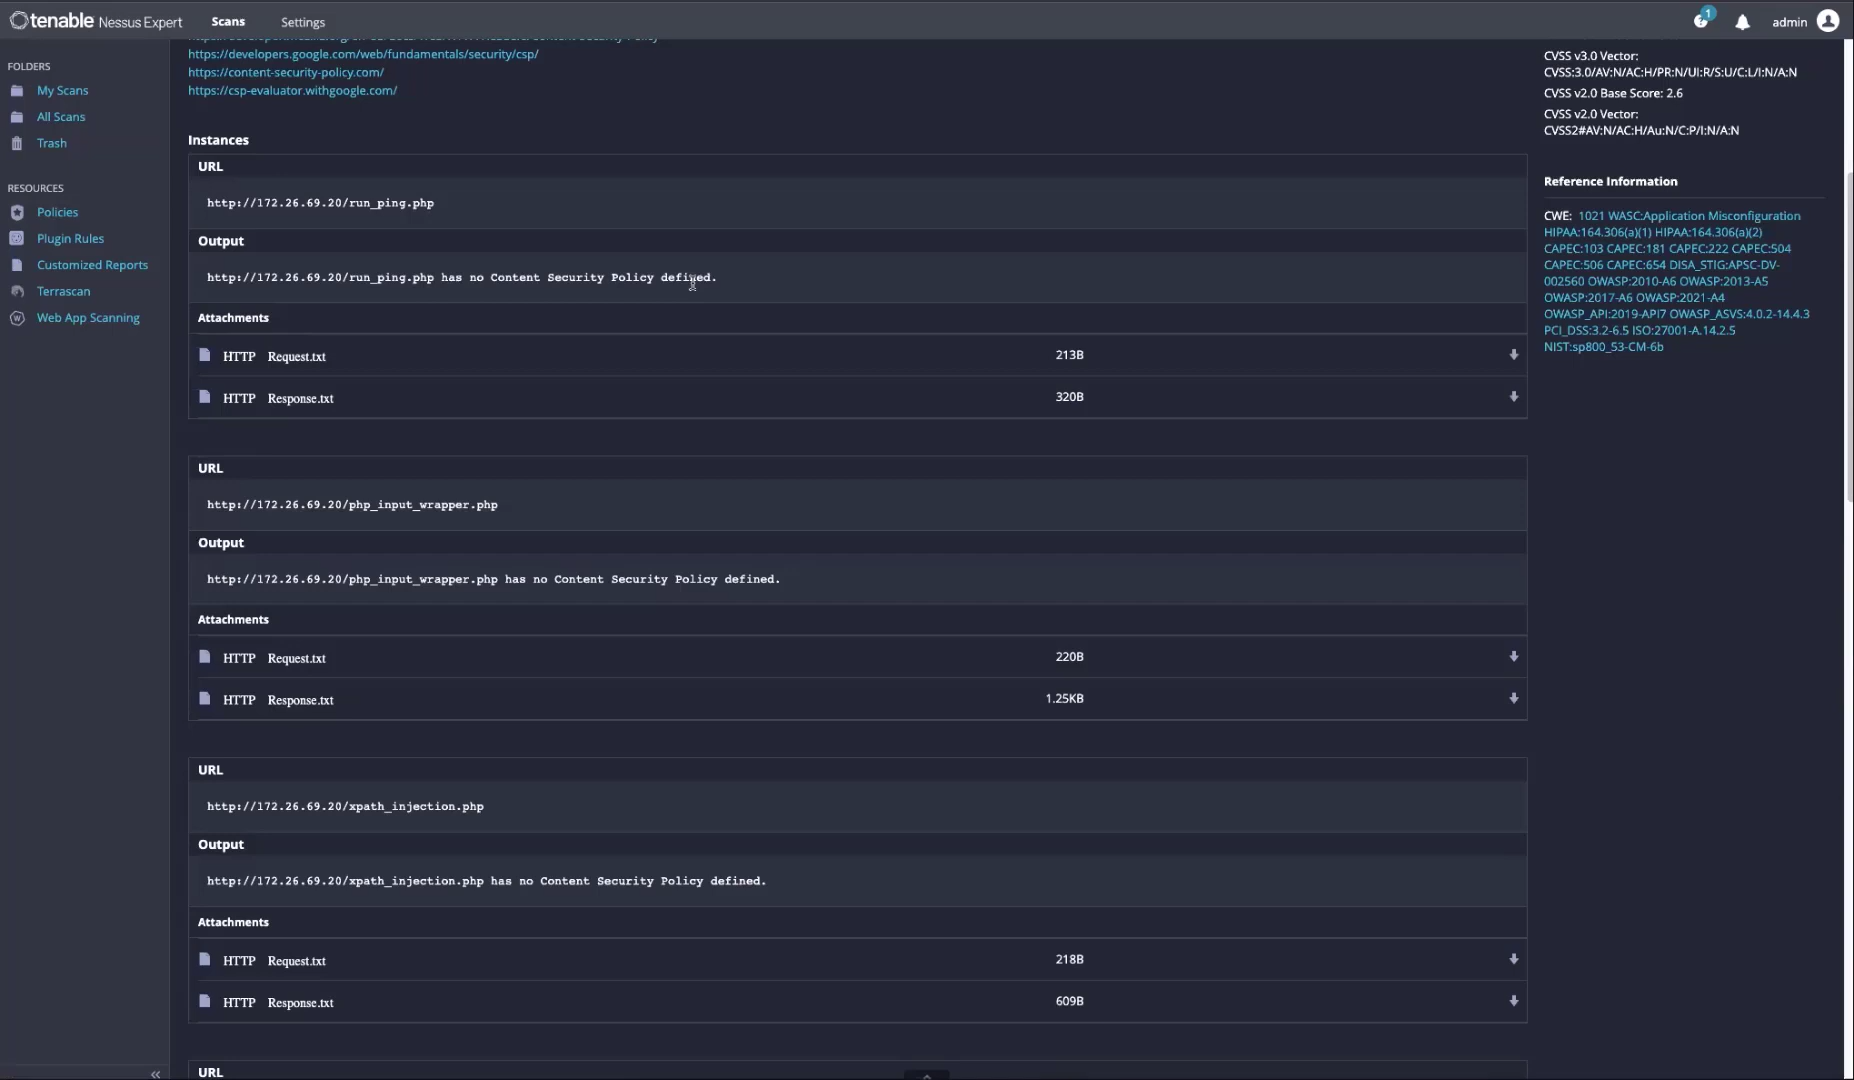 tenable Nessus Expert Scans Settings 1 admin
FOLDERS
My Scans
All Scans
Trash
RESOURCES
Policies
Plugin Rules
Customized Reports
Terrascan
Web App Scanning
https://developers.google.com/web/fundamentals/security/csp/
https://content-security-policy.com/
https://csp-evaluator.withgoogle.com/
Instances
URL
http://172.26.69.20/run_ping.php
Output
http://172.26.69.20/run_ping.php has no Content Security Policy defined.
Attachments
HTTP Request.txt 213B
HTTP Response.txt 320B
URL
http://172.26.69.20/php_input_wrapper.php
Output
http://172.26.69.20/php_input_wrapper.php has no Content Security Policy defined.
Attachments
HTTP Request.txt 220B
HTTP Response.txt 1.25KB
URL
http://172.26.69.20/xpath_injection.php
Output
http://172.26.69.20/xpath_injection.php has no Content Security Policy defined.
Attachments
HTTP Request.txt 218B
HTTP Response.txt 609B
URL
CVSS v3.0 Vector:
CVSS:3.0/AV:N/AC:H/PR:N/UI:R/S:U/C:L/I:N/A:N
CVSS v2.0 Base Score: 2.6
CVSS v2.0 Vector:
CVSS2#AV:N/AC:H/Au:N/C:P/I:N/A:N
Reference Information
CWE: 1021 WASC:Application Misconfiguration
HIPAA:164.306(a)(1) HIPAA:164.306(a)(2)
CAPEC:103 CAPEC:181 CAPEC:222 CAPEC:504
CAPEC:506 CAPEC:654 DISA_STIG:APSC-DV-
002560 OWASP:2010-A6 OWASP:2013-A5
OWASP:2017-A6 OWASP:2021-A4
OWASP_API:2019-API7 OWASP_ASVS:4.0.2-14.4.3
PCI_DSS:3.2-6.5 ISO:27001-A.14.2.5
NIST:sp800_53-CM-6b